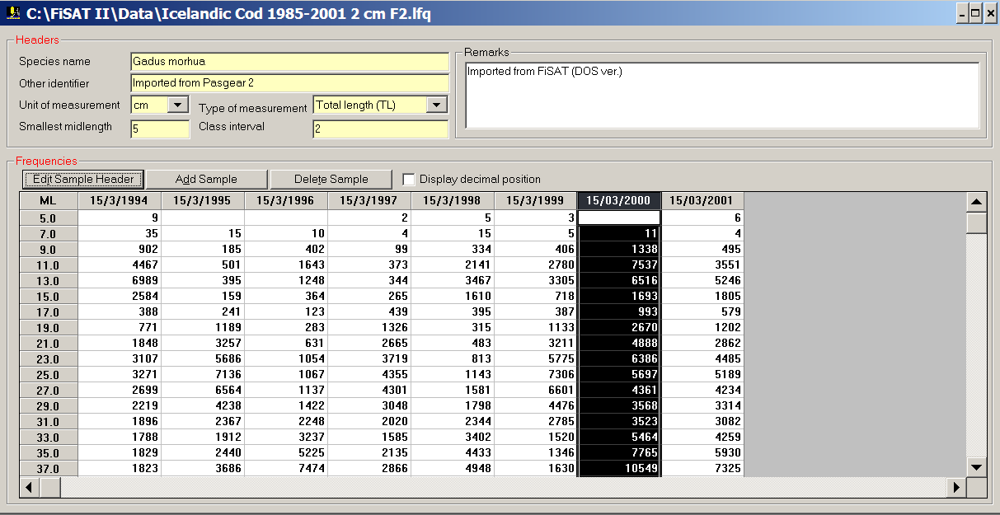 C:\FiSAT II\Data\Icelandic Cod 1985-2001 2 cm F2.lfq
Headers
Species name Gadus morhua
Other identifier Imported from Pasgear 2
Unit of measurement cm Type of measurement Total length (TL)
Smallest midlength 5 Class interval 2
Remarks
Imported from FiSAT (DOS ver.)
Frequencies
Edit Sample Header Add Sample Delete Sample Display decimal position
ML 15/3/1994 15/3/1995 15/3/1996 15/3/1997 15/3/1998 15/3/1999 15/03/2000 15/03/2001
5.0 9 2 5 3 6
7.0 35 15 10 4 15 5 11 4
9.0 902 185 402 99 334 406 1338 495
11.0 4467 501 1643 373 2141 2780 7537 3551
13.0 6989 395 1248 344 3467 3305 6516 5246
15.0 2584 159 364 265 1610 718 1693 1805
17.0 388 241 123 439 395 387 993 579
19.0 771 1189 283 1326 315 1133 2670 1202
21.0 1848 3257 631 2665 483 3211 4888 2862
23.0 3107 5686 1054 3719 813 5775 6386 4485
25.0 3271 7136 1067 4355 1143 7306 5697 5189
27.0 2699 6564 1137 4301 1581 6601 4361 4234
29.0 2219 4238 1422 3048 1798 4476 3568 3314
31.0 1896 2367 2248 2020 2344 2785 3523 3082
33.0 1788 1912 3237 1585 3402 1520 5464 4259
35.0 1829 2440 5225 2135 4433 1346 7765 5930
37.0 1823 3686 7474 2866 4948 1630 10549 7325